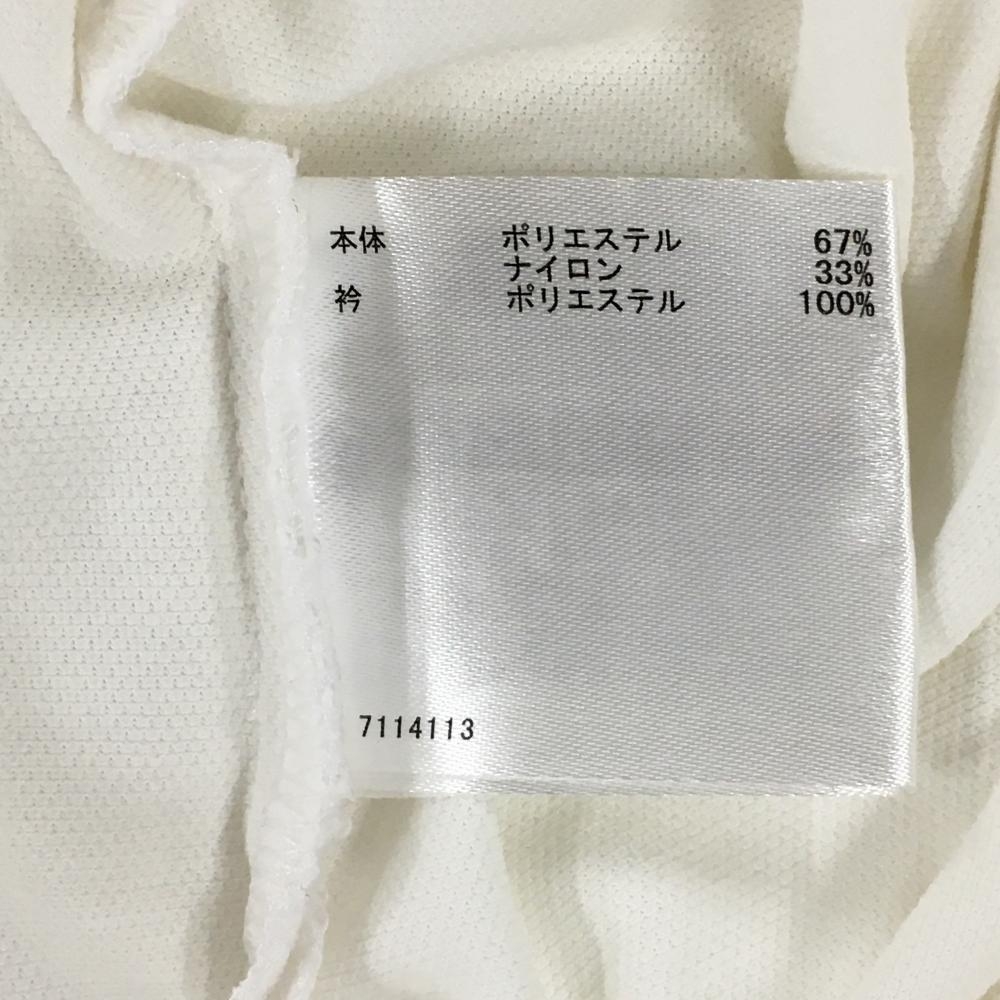 本体 ポリエステル 67%
ナイロン 33%
衿 ポリエステル 100%
7114113